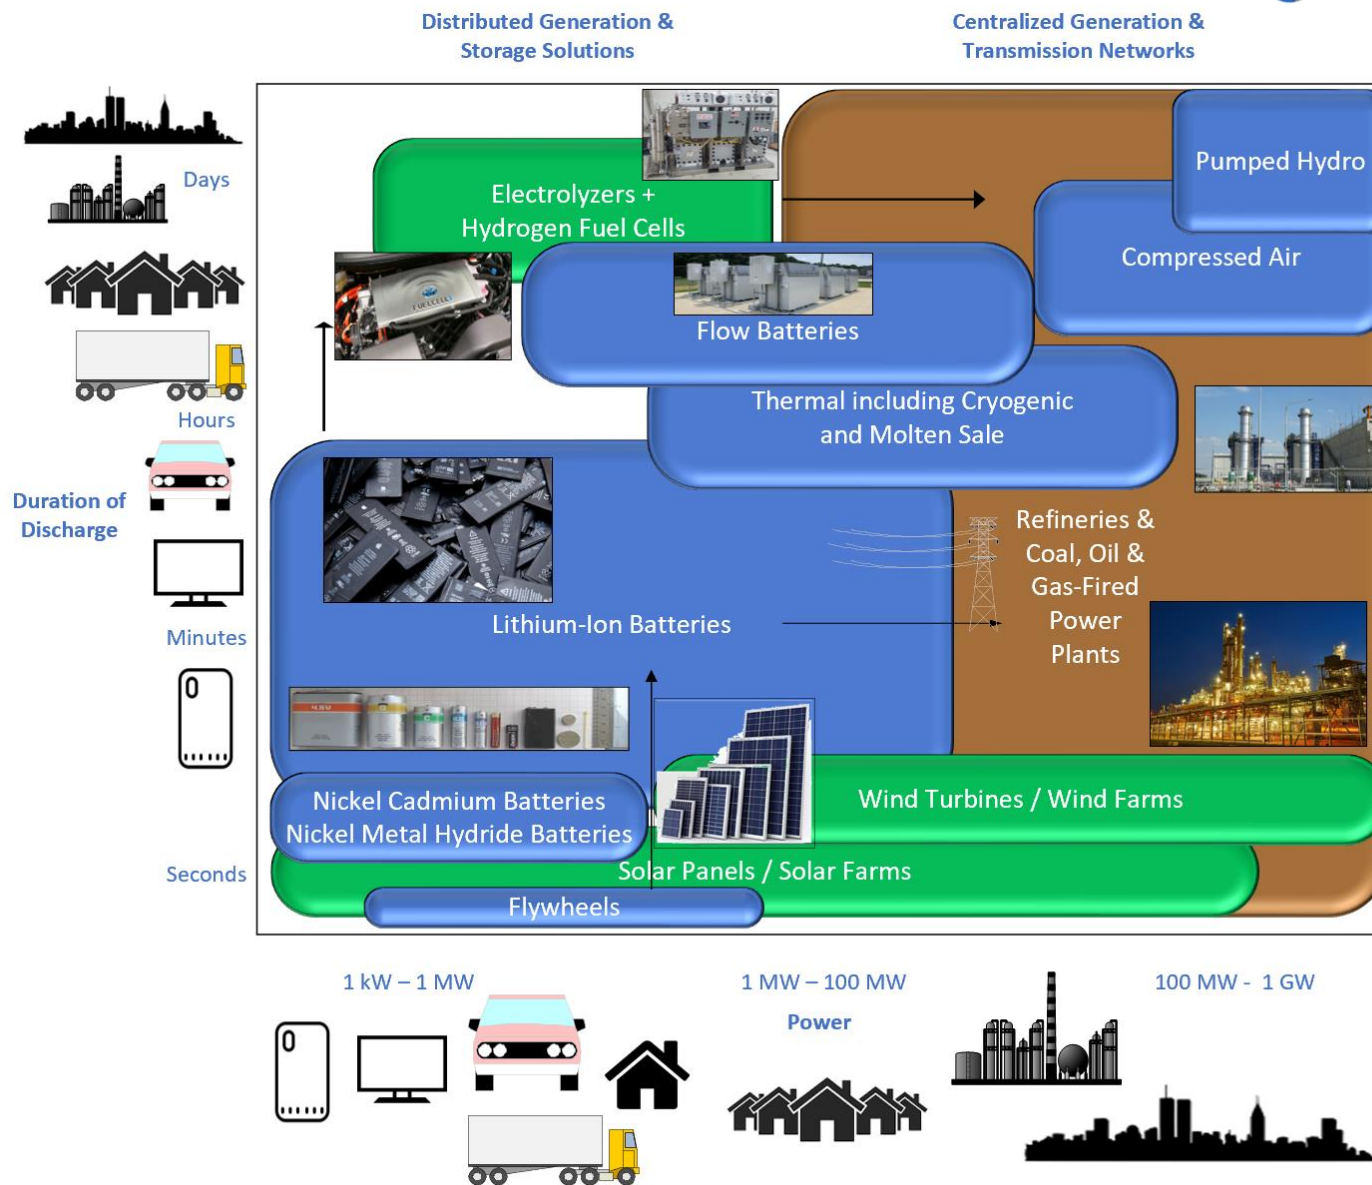 Distributed Generation &
Storage Solutions
Centralized Generation &
Transmission Networks
Days
Hours
Duration of
Discharge
Minutes
Seconds
Electrolyzers +
Hydrogen Fuel Cells
Pumped Hydro
Compressed Air
FUELCELL
Flow Batteries
Thermal including Cryogenic
and Molten Sale
Refineries &
Coal, Oil &
Gas-Fired
Power
Plants
Lithium-Ion Batteries
4.5V
Nickel Cadmium Batteries
Nickel Metal Hydride Batteries
Wind Turbines / Wind Farms
Solar Panels / Solar Farms
Flywheels
1 kW – 1 MW
1 MW – 100 MW
100 MW - 1 GW
Power